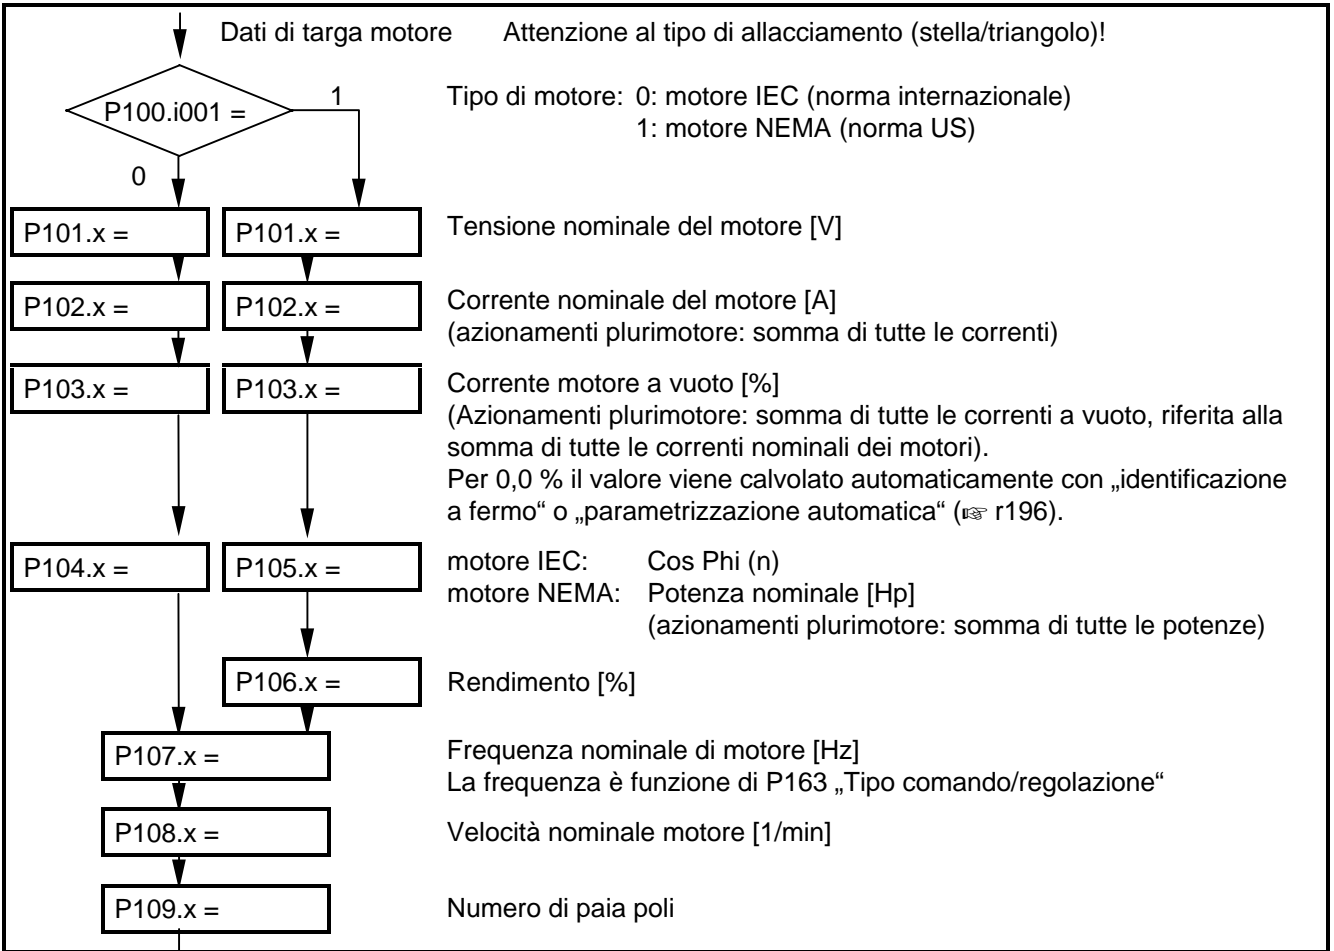 Dati di targa motore Attenzione al tipo di allacciamento (stella/triangolo)!
P100.i001 =
1
0
Tipo di motore: 0: motore IEC (norma internazionale)
1: motore NEMA (norma US)
P101.x = P101.x = Tensione nominale del motore [V]
P102.x = P102.x = Corrente nominale del motore [A]
(azionamenti plurimotore: somma di tutte le correnti)
P103.x = P103.x = Corrente motore a vuoto [%]
(Azionamenti plurimotore: somma di tutte le correnti a vuoto, riferita alla
somma di tutte le correnti nominali dei motori).
Per 0,0 % il valore viene calvolato automaticamente con „identificazione
a fermo“ o „parametrizzazione automatica“ (☞ r196).
P104.x = P105.x = motore IEC: Cos Phi (n)
motore NEMA: Potenza nominale [Hp]
(azionamenti plurimotore: somma di tutte le potenze)
P106.x = Rendimento [%]
P107.x = Frequenza nominale di motore [Hz]
La frequenza è funzione di P163 „Tipo comando/regolazione“
P108.x = Velocità nominale motore [1/min]
P109.x = Numero di paia poli